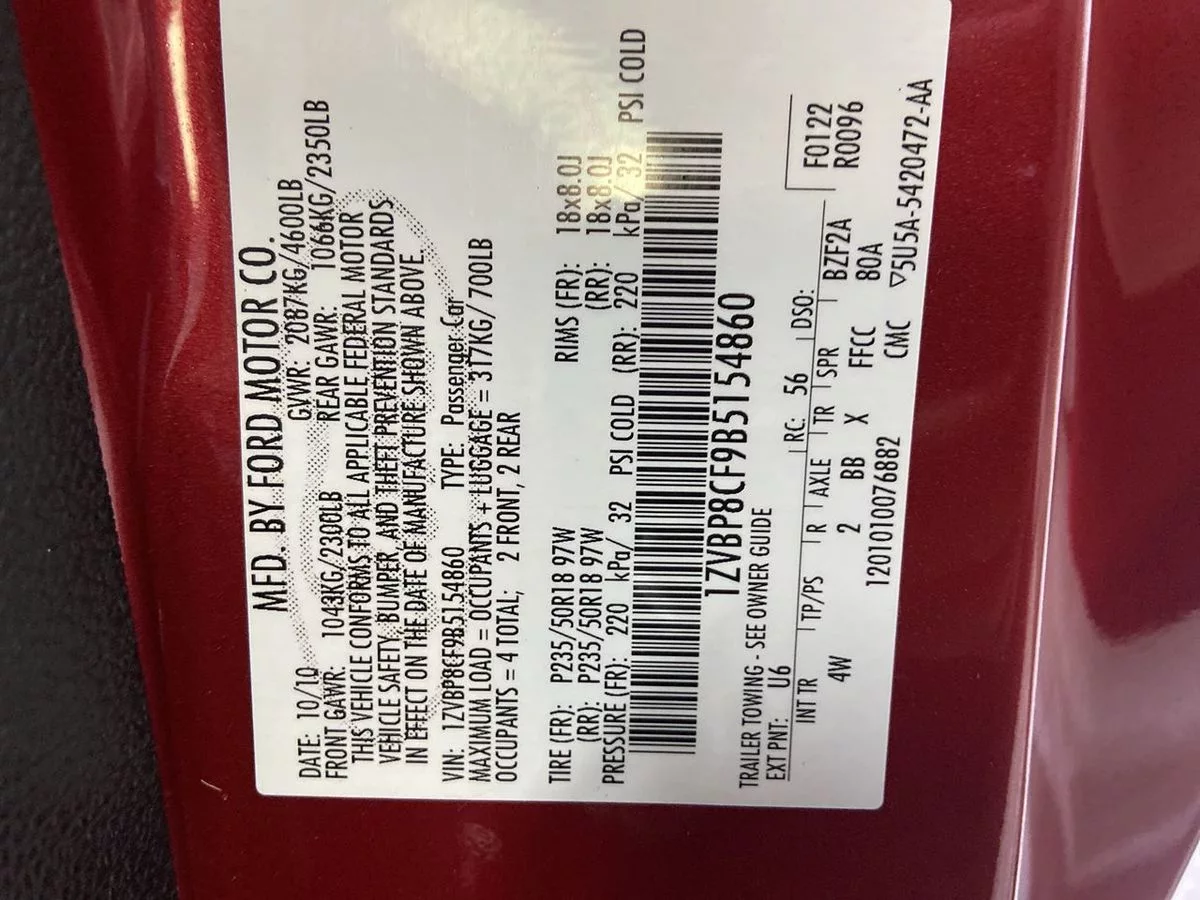 MFD. BY FORD MOTOR CO.
DATE: 10/10 GVWR: 2087KG/4600LB
FRONT GAWR: 1043KG/2300LB REAR GAWR: 1066KG/2350LB
THIS VEHICLE CONFORMS TO ALL APPLICABLE FEDERAL MOTOR
VEHICLE SAFETY, BUMPER, AND THEFT PREVENTION STANDARDS
IN EFFECT ON THE DATE OF MANUFACTURE SHOWN ABOVE.
VIN: 1ZVBP8CF9B5154860 TYPE: Passenger Car
MAXIMUM LOAD = OCCUPANTS + LUGGAGE = 317KG/700LB
OCCUPANTS = 4 TOTAL; 2 FRONT, 2 REAR
TIRE (FR): P235/50R18 97W RIMS (FR): 18x8.0J
(RR): P235/50R18 97W (RR): 18x8.0J
PRESSURE (FR): 220 kPa/ 32 PSI COLD (RR): 220 kPa/ 32 PSI COLD
1ZVBP8CF9B5154860
TRAILER TOWING - SEE OWNER GUIDE
EXT PNT: U6 RC: 56 DSO: F0122
R0096
INT TR TP/PS R AXLE TR SPR BZF2A
4W 2 BB X FFCC 80A
1201010076882 CMC ▽5U5A-5420472-AA